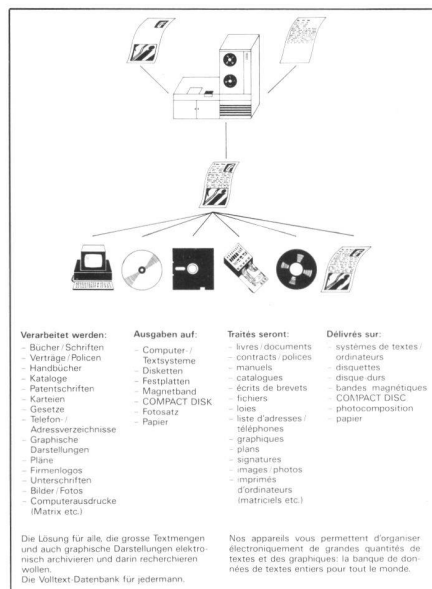 Verarbeitet werden:
– Bücher / Schriften
– Verträge / Policen
– Handbücher
– Kataloge
– Patentschriften
– Karteien
– Gesetze
– Telefon- /
Adressverzeichnisse
– Graphische
Darstellungen
– Pläne
– Firmenlogos
– Unterschriften
– Bilder / Fotos
– Computerausdrucke
(Matrix etc.)
Ausgaben auf:
– Computer- /
Textsysteme
– Disketten
– Festplatten
– Magnetband
– COMPACT DISK
– Fotosatz
– Papier
Traités seront:
– livres / documents
– contracts / polices
– manuels
– catalogues
– écrits de brevets
– fichiers
– loies
– liste d'adresses /
téléphones
– graphiques
– plans
– signatures
– images / photos
– imprimés
d'ordinateurs
(matriciels etc.)
Délivrés sur:
– systèmes de textes /
ordinateurs
– disquettes
– disque durs
– bandes magnétiques
– COMPACT DISC
– photocomposition
– papier
Die Lösung für alle, die grosse Textmengen
und auch graphische Darstellungen elektro-
nisch archivieren und darin recherchieren
wollen.
Die Volltext-Datenbank für jedermann.
Nos appareils vous permettent d'organiser
électroniquement de grandes quantités de
textes et des graphiques: la banque de don-
nées de textes entiers pour tout le monde.